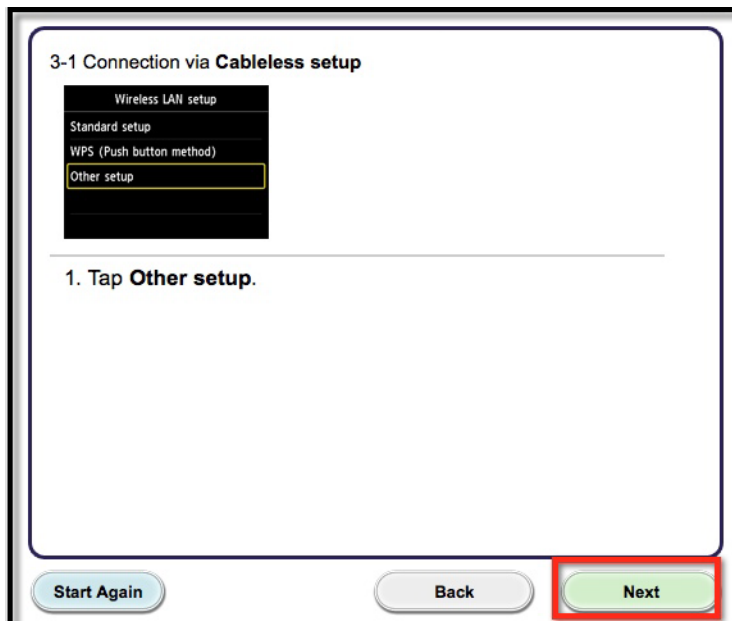 3-1 Connection via Cableless setup
Wireless LAN setup
Standard setup
WPS (Push button method)
Other setup
1. Tap Other setup.
Start Again
Back
Next